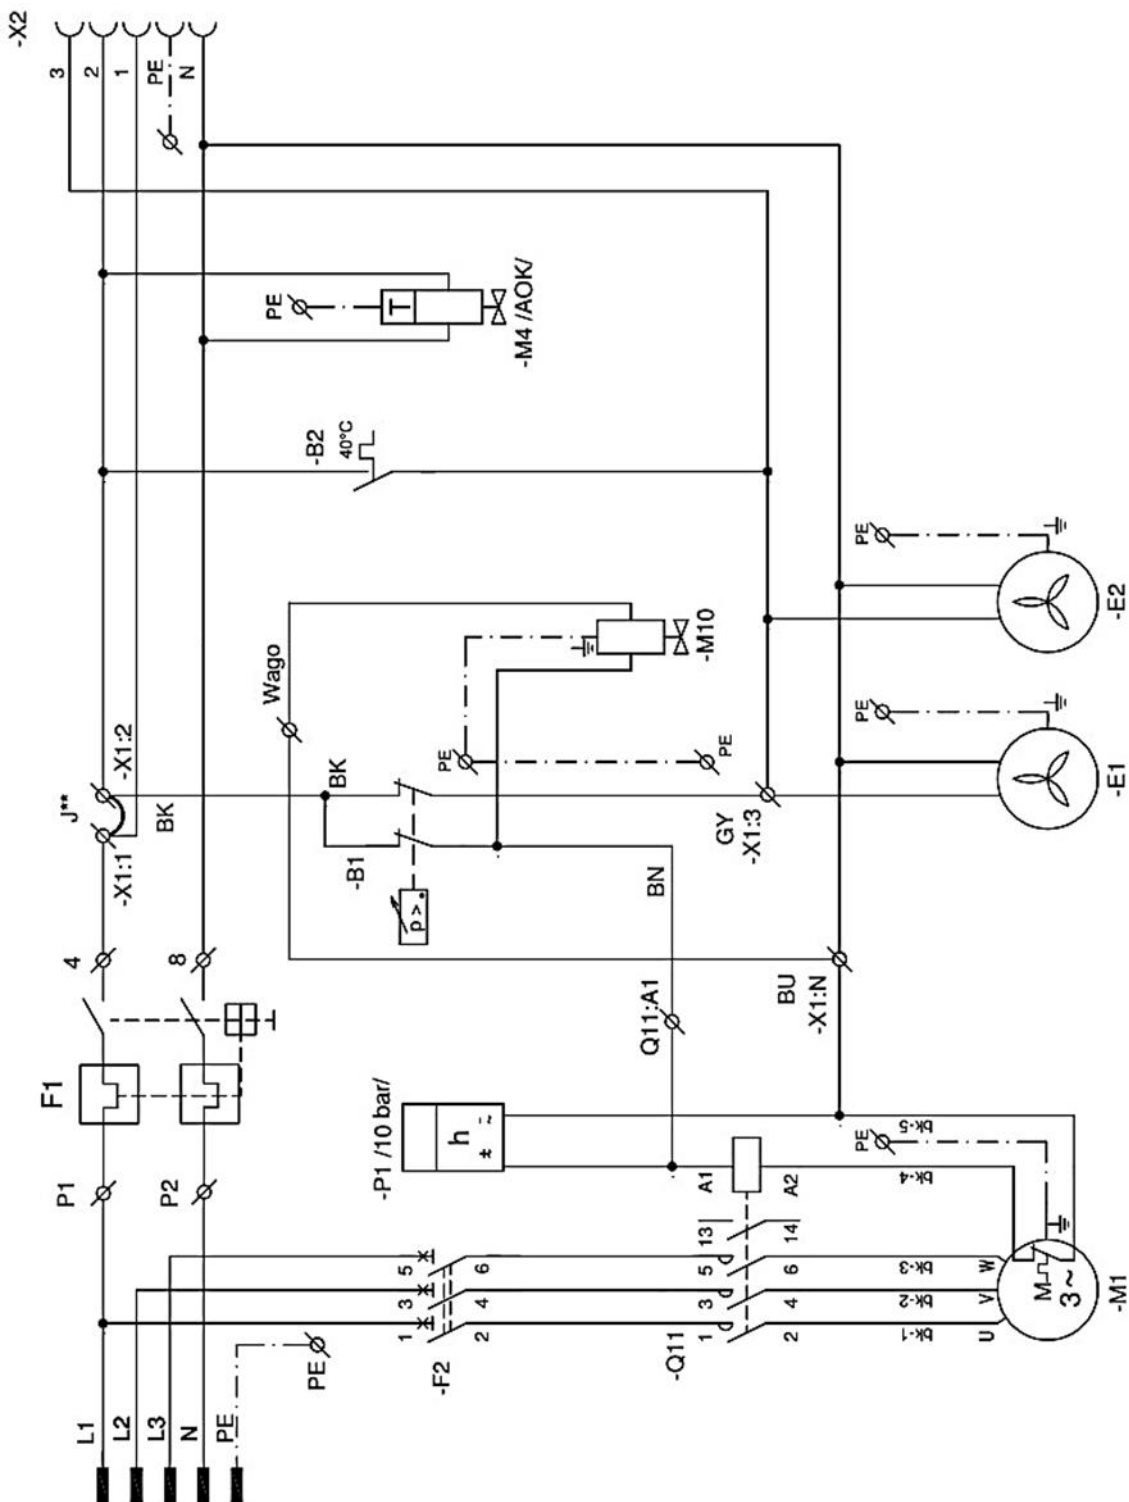 -X2
3
2
1
PE
N
PE
-M4 /AOK/
T
-B2
40°C
Wago
-M10
PE
PE
PE
-E2
PE
-E1
J**
-X1:2
-X1:1
BK
BK
-B1
p >*
GY
-X1:3
BN
BU
-X1:N
Q11:A1
4
8
F1
P1
P2
-P1 /10 bar/
h
A1
A2
13
14
5
6
3
4
1
2
-F2
5
6
3
4
1
2
-Q11
bk-5
bk-4
bk-3
bk-2
bk-1
PE
W
V
U
M
3~
-M1
L1
L2
L3
N
PE
PE